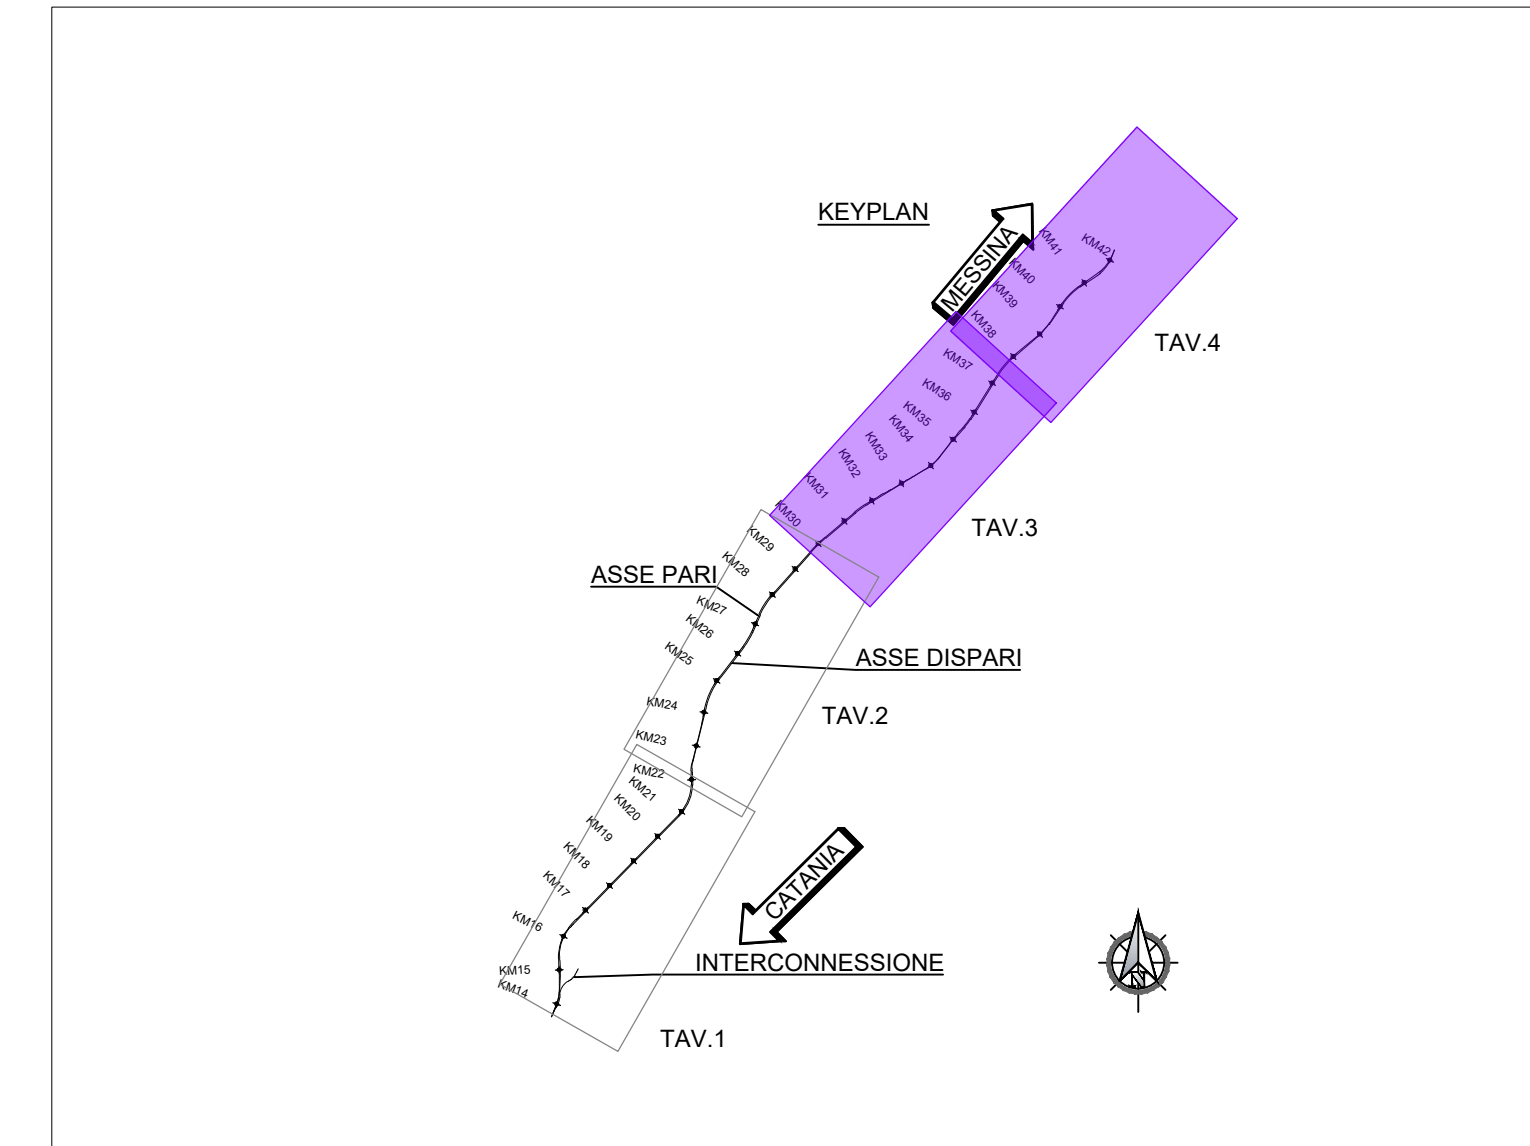 KEYPLAN
MESSINA
KM42
KM41
KM40
KM39
KM38
TAV.4
KM37
KM36
KM35
KM34
KM33
KM32
KM31
KM30
TAV.3
KM29
KM28
ASSE PARI
KM27
KM26
KM25
ASSE DISPARI
KM24
TAV.2
KM23
KM22
KM21
KM20
KM19
KM18
CATANIA
KM17
KM16
INTERCONNESSIONE
KM15
KM14
N
TAV.1